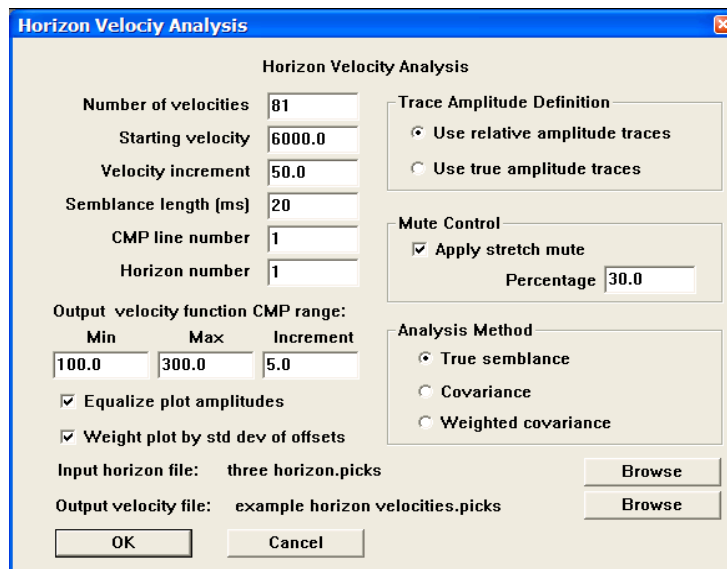 Horizon Velociy Analysis
Horizon Velocity Analysis
Number of velocities 81
Starting velocity 6000.0
Velocity increment 50.0
Semblance length (ms) 20
CMP line number 1
Horizon number 1
Output velocity function CMP range:
Min Max Increment
100.0 300.0 5.0
Equalize plot amplitudes
Weight plot by std dev of offsets
Trace Amplitude Definition
Use relative amplitude traces
Use true amplitude traces
Mute Control
Apply stretch mute
Percentage 30.0
Analysis Method
True semblance
Covariance
Weighted covariance
Input horizon file: three horizon.picks Browse
Output velocity file: example horizon velocities.picks Browse
OK Cancel